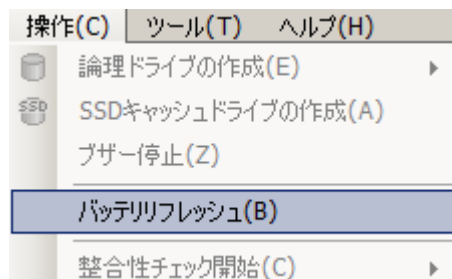 操作(C) ツール(T) ヘルプ(H)
論理ドライブの作成(E)
SSD SSDキャッシュドライブの作成(A)
ブザー停止(Z)
バッテリリフレッシュ(B)
整合性チェック開始(C)